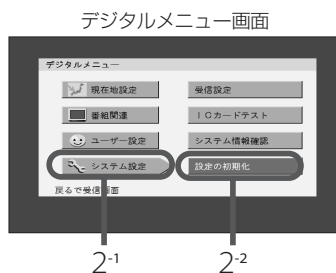 デジタルメニュー画面
デジタルメニュー
現在地設定
受信設定
番組関連
ICカードテスト
ユーザー設定
システム情報確認
システム設定
設定の初期化
戻るで受信画面
2-1
2-2